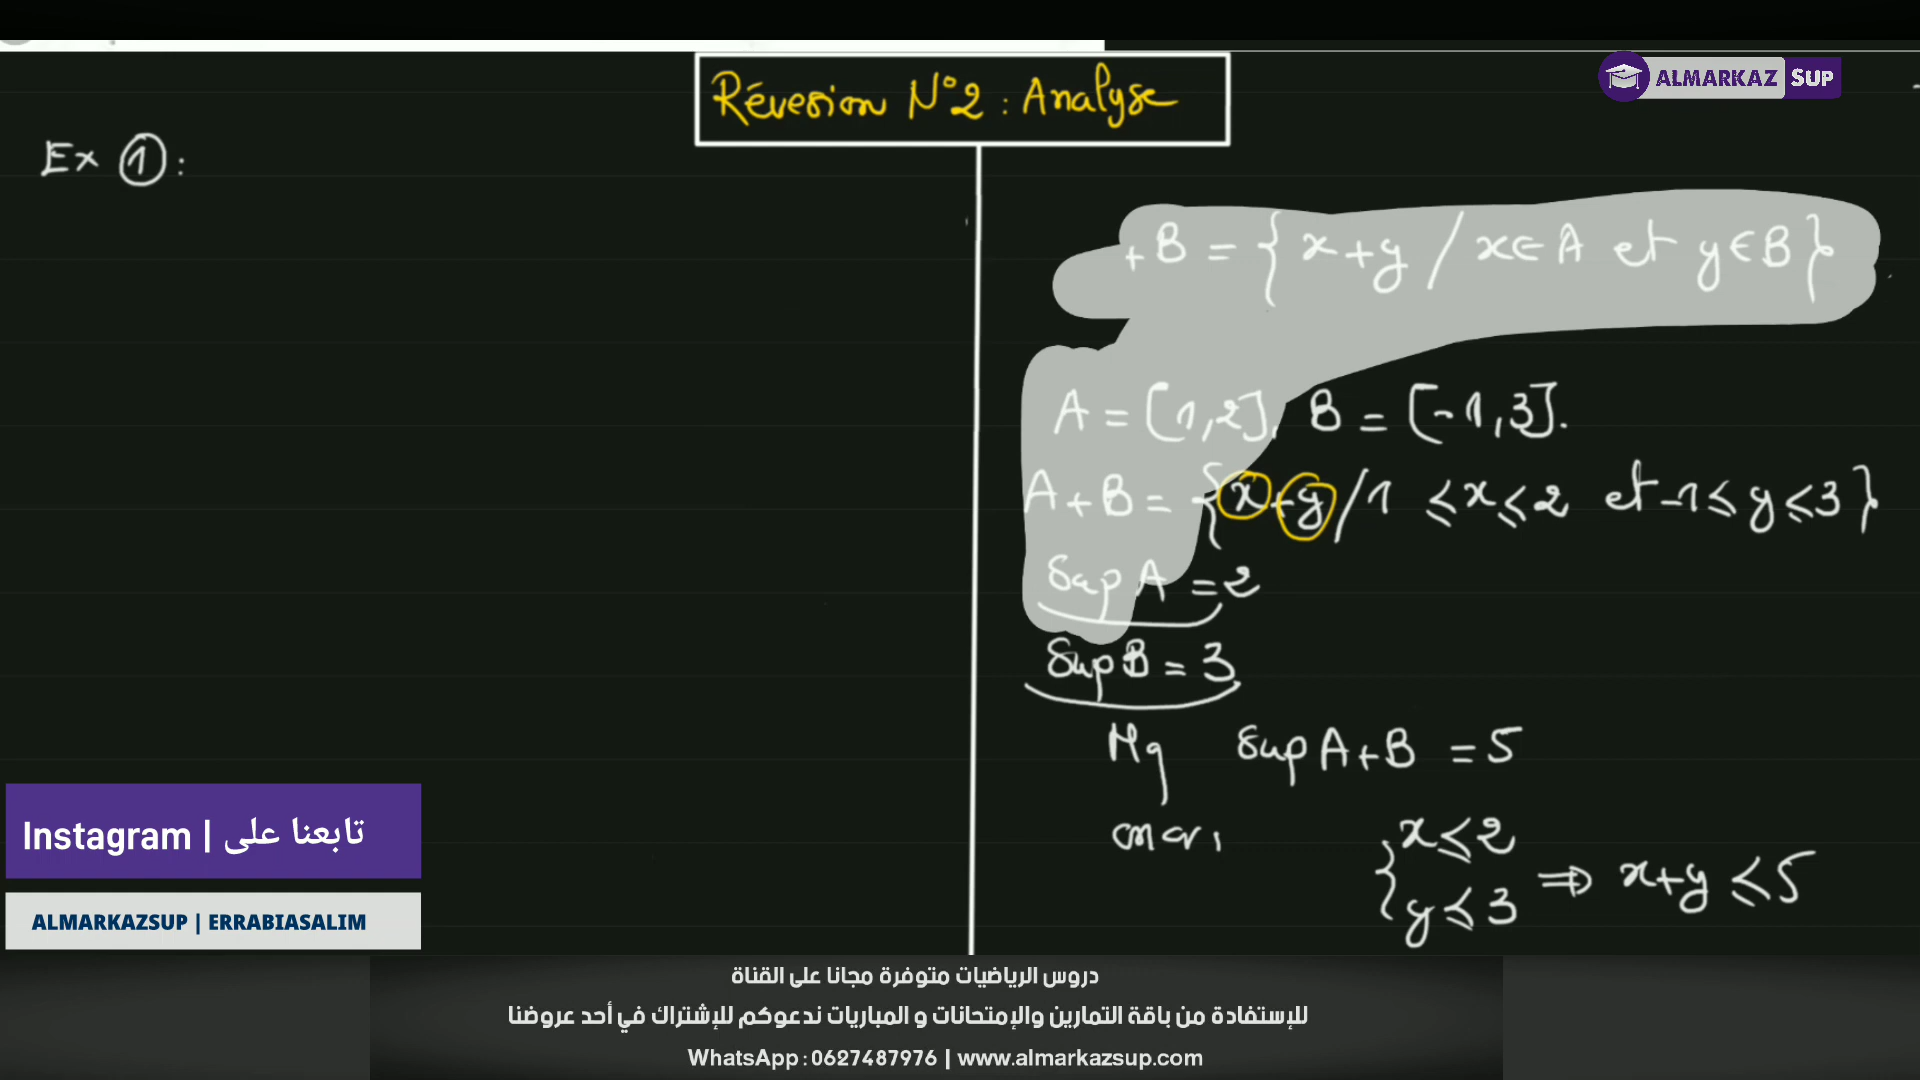 Révision N°2 : Analyse
ALMARKAZ SUP
Ex ① :
+B = { x+y / x∈A et y∈B }
A = [1,2], B = [-1,3].
A+B = { x+y / 1 ≤ x ≤ 2 et -1 ≤ y ≤ 3 }
Sup A = 2
Sup B = 3
Mq Sup A+B = 5
{ x ≤ 2
{ y ≤ 3 ⇒ x+y ≤ 5
Instagram | تابعنا على
ALMARKAZSUP | ERRABIASALIM
دروس الرياضيات متوفرة مجانا على القناة
للإستفادة من باقة التمارين والإمتحانات و المباريات ندعوكم للإشتراك في أحد عروضنا
WhatsApp : 0627487976 | www.almarkazsup.com